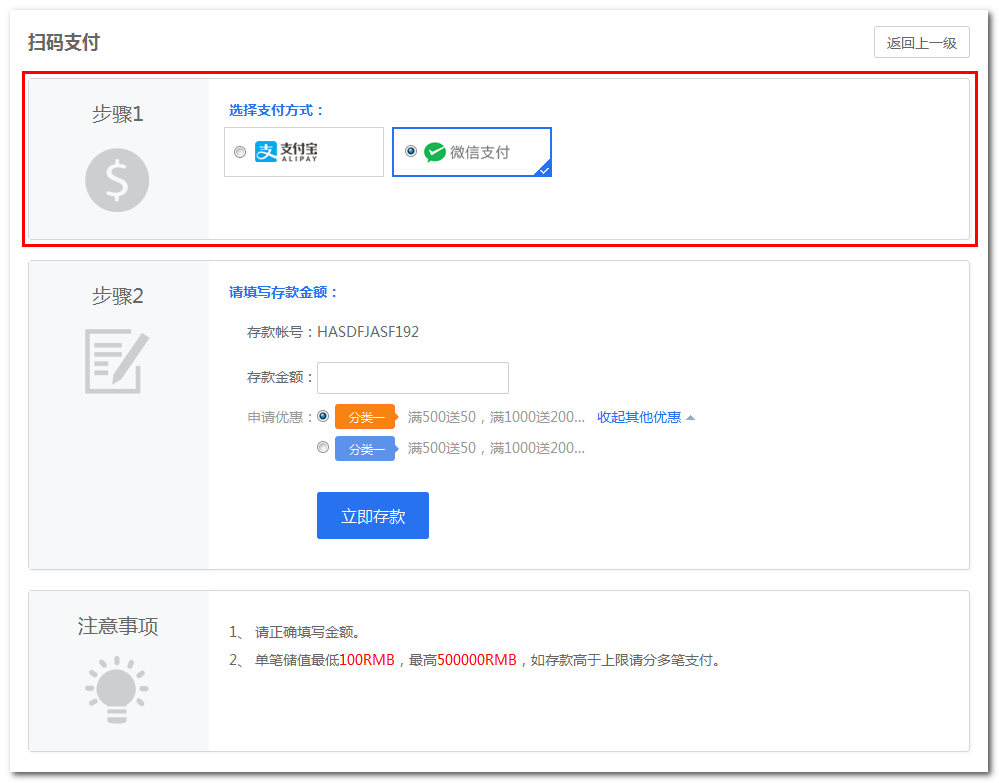 扫码支付
返回上一级
步骤1
选择支付方式：
支付宝
ALIPAY
微信支付
步骤2
请填写存款金额：
存款帐号：HASDFJASF192
存款金额：
申请优惠： 分类一 满500送50，满1000送200... 收起其他优惠
分类一 满500送50，满1000送200...
立即存款
注意事项
1、 请正确填写金额。
2、 单笔储值最低100RMB，最高500000RMB，如存款高于上限请分多笔支付。